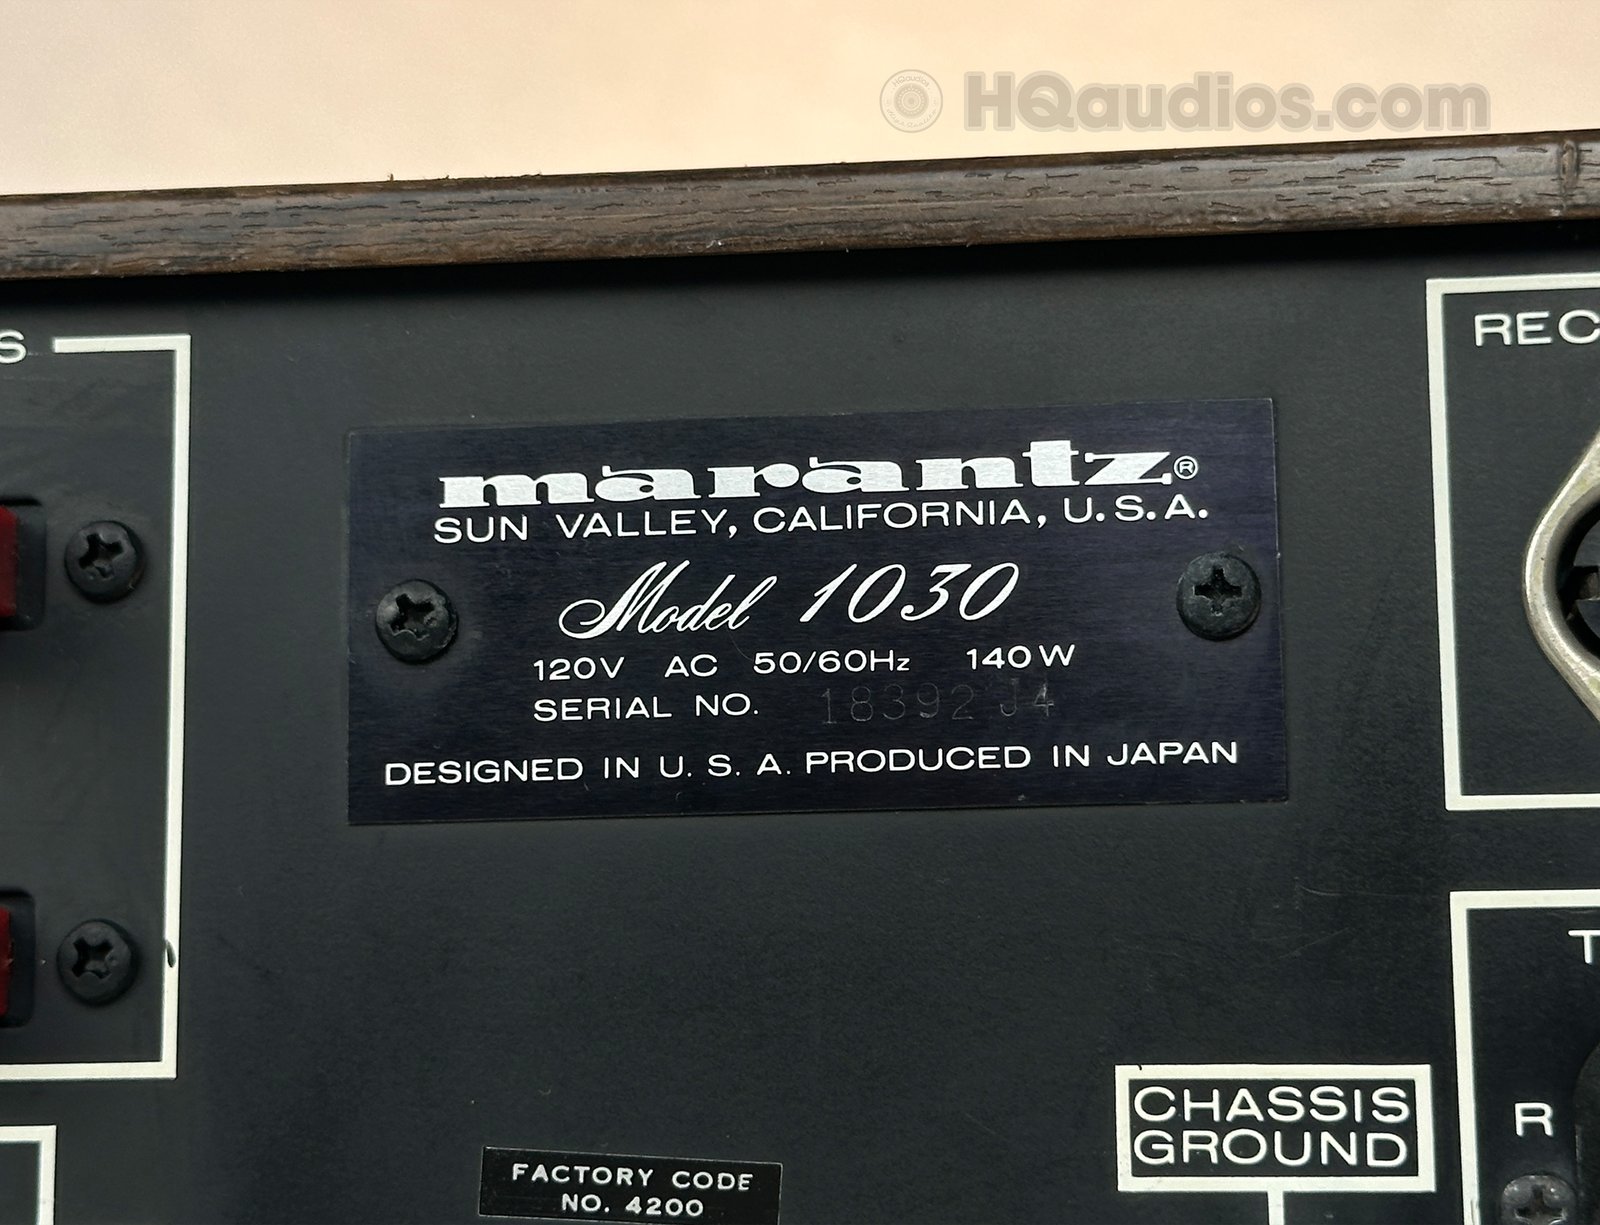 HQaudios.com
S
REC
marantz®
SUN VALLEY, CALIFORNIA, U.S.A.
Model 1030
120V AC 50/60Hz 140W
SERIAL NO. 18392 J4
DESIGNED IN U. S. A. PRODUCED IN JAPAN
T
CHASSIS
GROUND
R
FACTORY CODE
NO. 4200